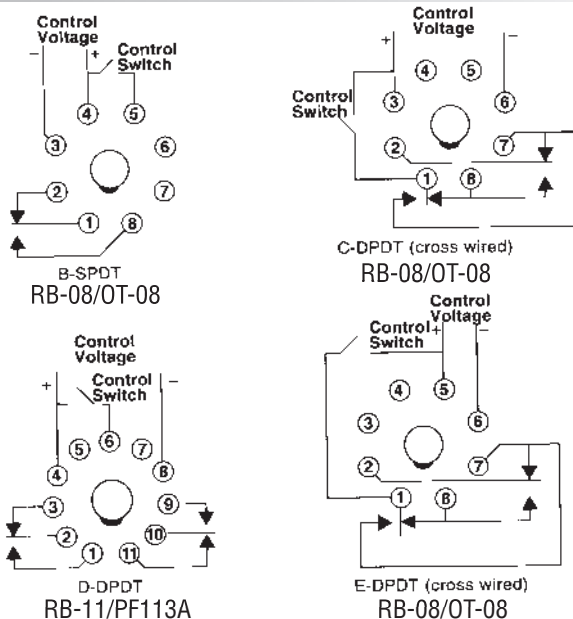 Control
Voltage
–
+
Control
Switch
4
5
3
6
2
7
1
8
B-SPDT
RB-08/OT-08
Control
Voltage
+
–
4
5
Control
Switch
3
6
2
7
1
8
C-DPDT (cross wired)
RB-08/OT-08
Control
Voltage
+
Control
Switch
–
6
5
7
4
8
3
9
2
10
1
11
D-DPDT
RB-11/PF113A
Control
Voltage
Control
Switch
+
–
4
5
3
6
2
7
1
8
E-DPDT (cross wired)
RB-08/OT-08